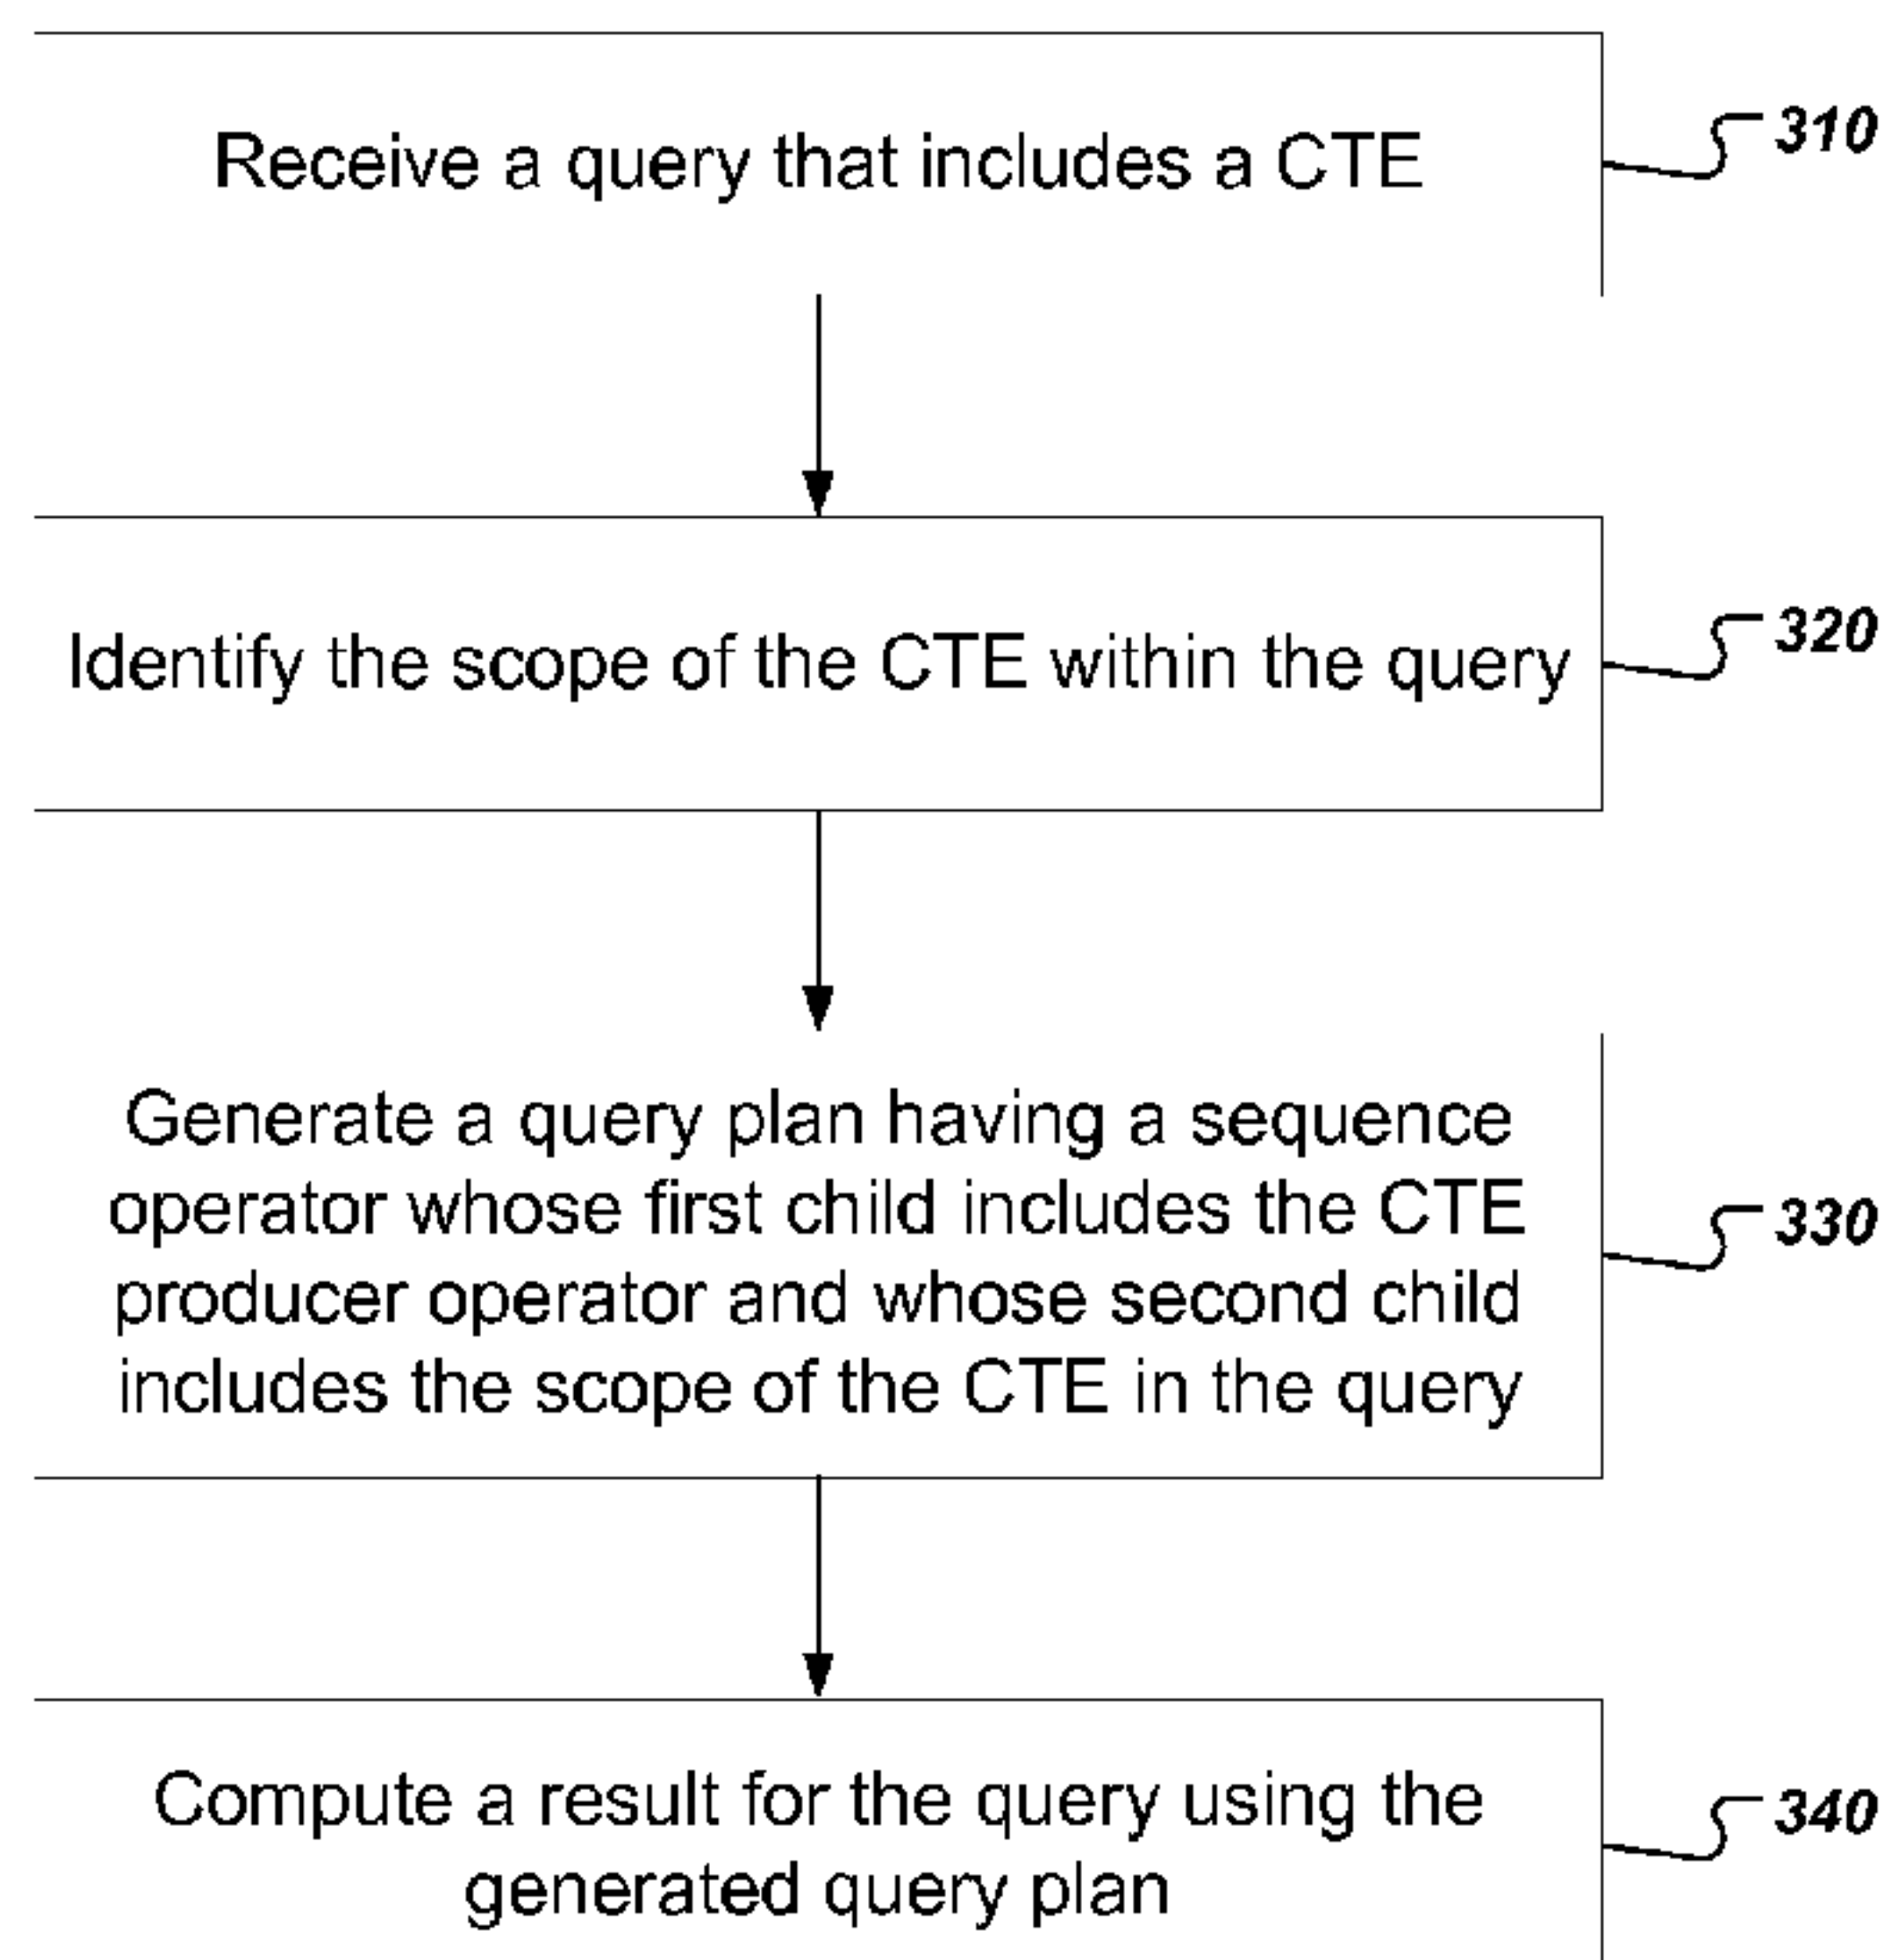 Receive a query that includes a CTE
310
Identify the scope of the CTE within the query
320
Generate a query plan having a sequence
operator whose first child includes the CTE
producer operator and whose second child
includes the scope of the CTE in the query
330
Compute a result for the query using the
generated query plan
340